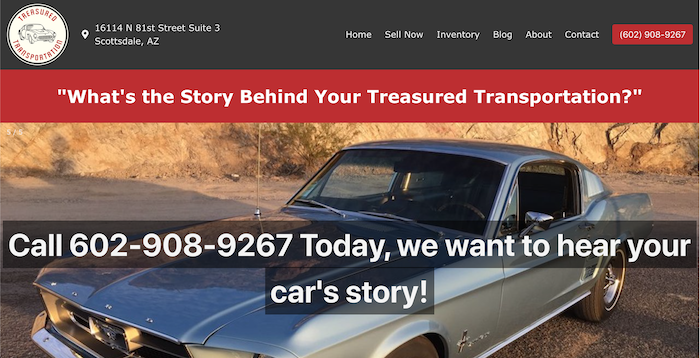 TREASURED
TRANSPORTATION
16114 N 81st Street Suite 3
Scottsdale, AZ
Home
Sell Now
Inventory
Blog
About
Contact
(602) 908-9267
"What's the Story Behind Your Treasured Transportation?"
5 / 5
Call 602-908-9267 Today, we want to hear your
car's story!